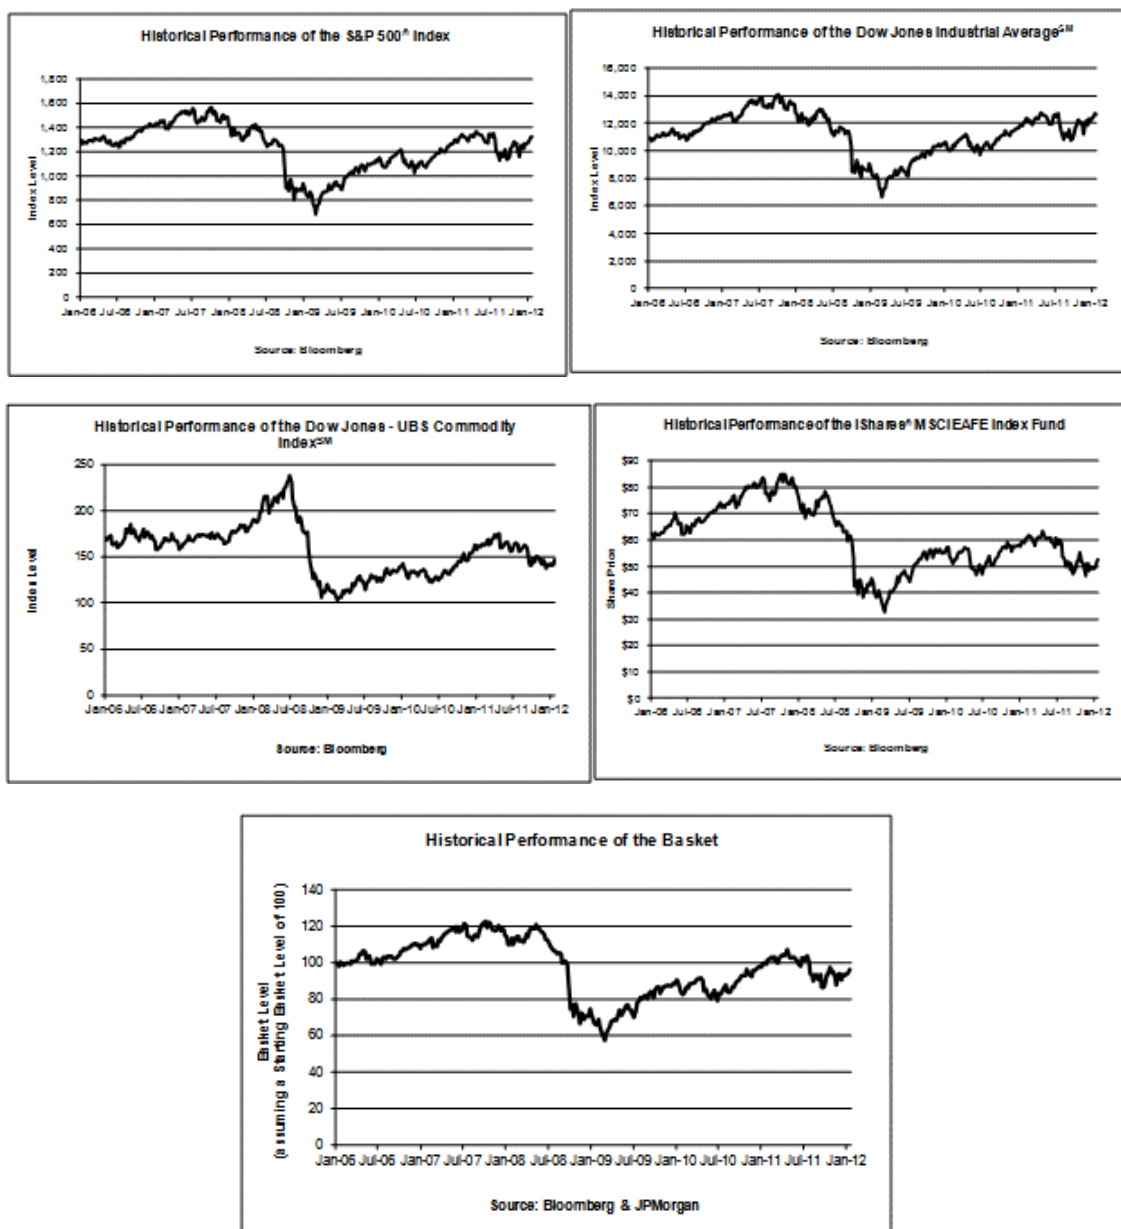 Historical Performance of the S&P 500® Index
1,800
1,600
1,400
1,200
1,000
800
600
400
200
0
Index Level
Jan-06 Jul-06 Jan-07 Jul-07 Jan-08 Jul-08 Jan-09 Jul-09 Jan-10 Jul-10 Jan-11 Jul-11 Jan-12
Source: Bloomberg
Historical Performance of the Dow Jones Industrial Average℠
16,000
14,000
12,000
10,000
8,000
6,000
4,000
2,000
0
Index Level
Jan-06 Jul-06 Jan-07 Jul-07 Jan-08 Jul-08 Jan-09 Jul-09 Jan-10 Jul-10 Jan-11 Jul-11 Jan-12
Source: Bloomberg
Historical Performance of the Dow Jones - UBS Commodity
Index℠
250
200
150
100
50
0
Index Level
Jan-06 Jul-06 Jan-07 Jul-07 Jan-08 Jul-08 Jan-09 Jul-09 Jan-10 Jul-10 Jan-11 Jul-11 Jan-12
Source: Bloomberg
Historical Performance of the iShares® MSCI EAFE Index Fund
$90
$80
$70
$60
$50
$40
$30
$20
$10
$0
Share Price
Jan-06 Jul-06 Jan-07 Jul-07 Jan-08 Jul-08 Jan-09 Jul-09 Jan-10 Jul-10 Jan-11 Jul-11 Jan-12
Source: Bloomberg
Historical Performance of the Basket
140
120
100
80
60
40
20
0
Basket Level
(assuming a Starting Basket Level of 100)
Jan-06 Jul-06 Jan-07 Jul-07 Jan-08 Jul-08 Jan-09 Jul-09 Jan-10 Jul-10 Jan-11 Jul-11 Jan-12
Source: Bloomberg & JPMorgan